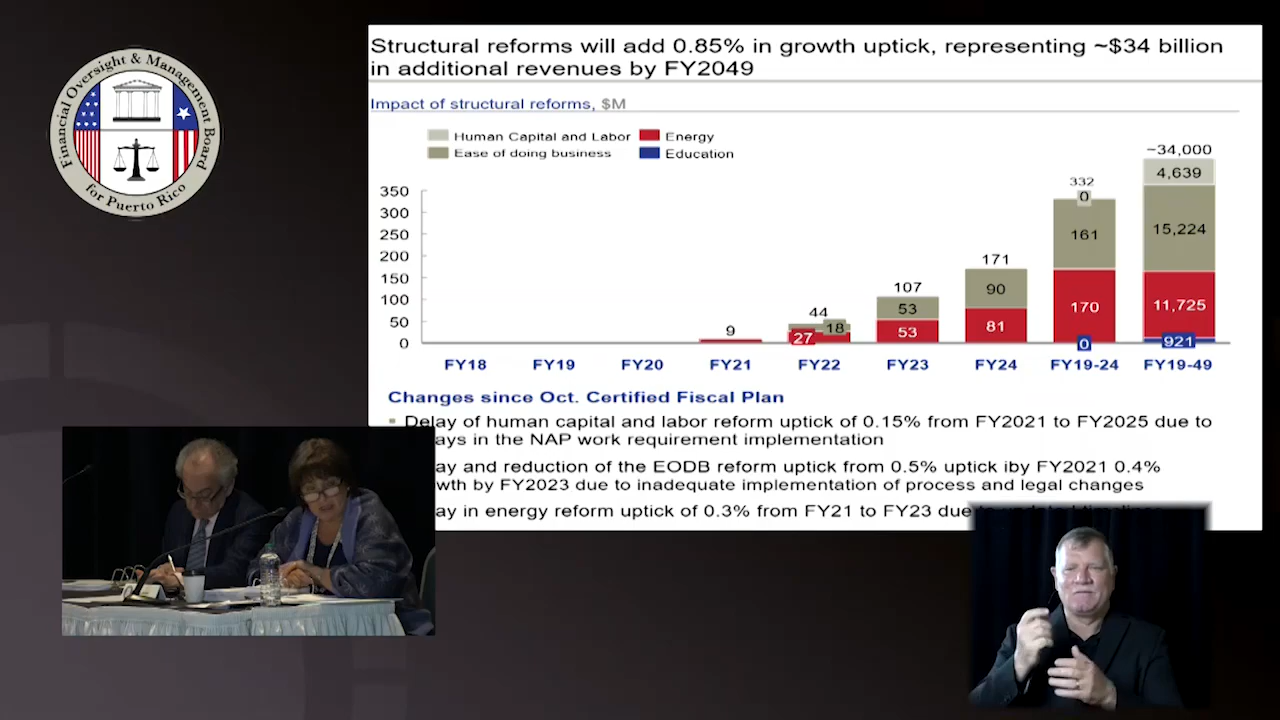 Financial Oversight & Management Board
for Puerto Rico
Structural reforms will add 0.85% in growth uptick, representing ~$34 billion
in additional revenues by FY2049
Impact of structural reforms, $M
Human Capital and Labor
Energy
Ease of doing business
Education
350
300
250
200
150
100
50
0
9
44
18
27
107
53
53
171
90
81
332
0
161
170
0
~34,000
4,639
15,224
11,725
921
FY18 FY19 FY20 FY21 FY22 FY23 FY24 FY19-24 FY19-49
Changes since Oct. Certified Fiscal Plan
Delay of human capital and labor reform uptick of 0.15% from FY2021 to FY2025 due to
ays in the NAP work requirement implementation
ay and reduction of the EODB reform uptick from 0.5% uptick iby FY2021 0.4%
wth by FY2023 due to inadequate implementation of process and legal changes
ay in energy reform uptick of 0.3% from FY21 to FY23 due